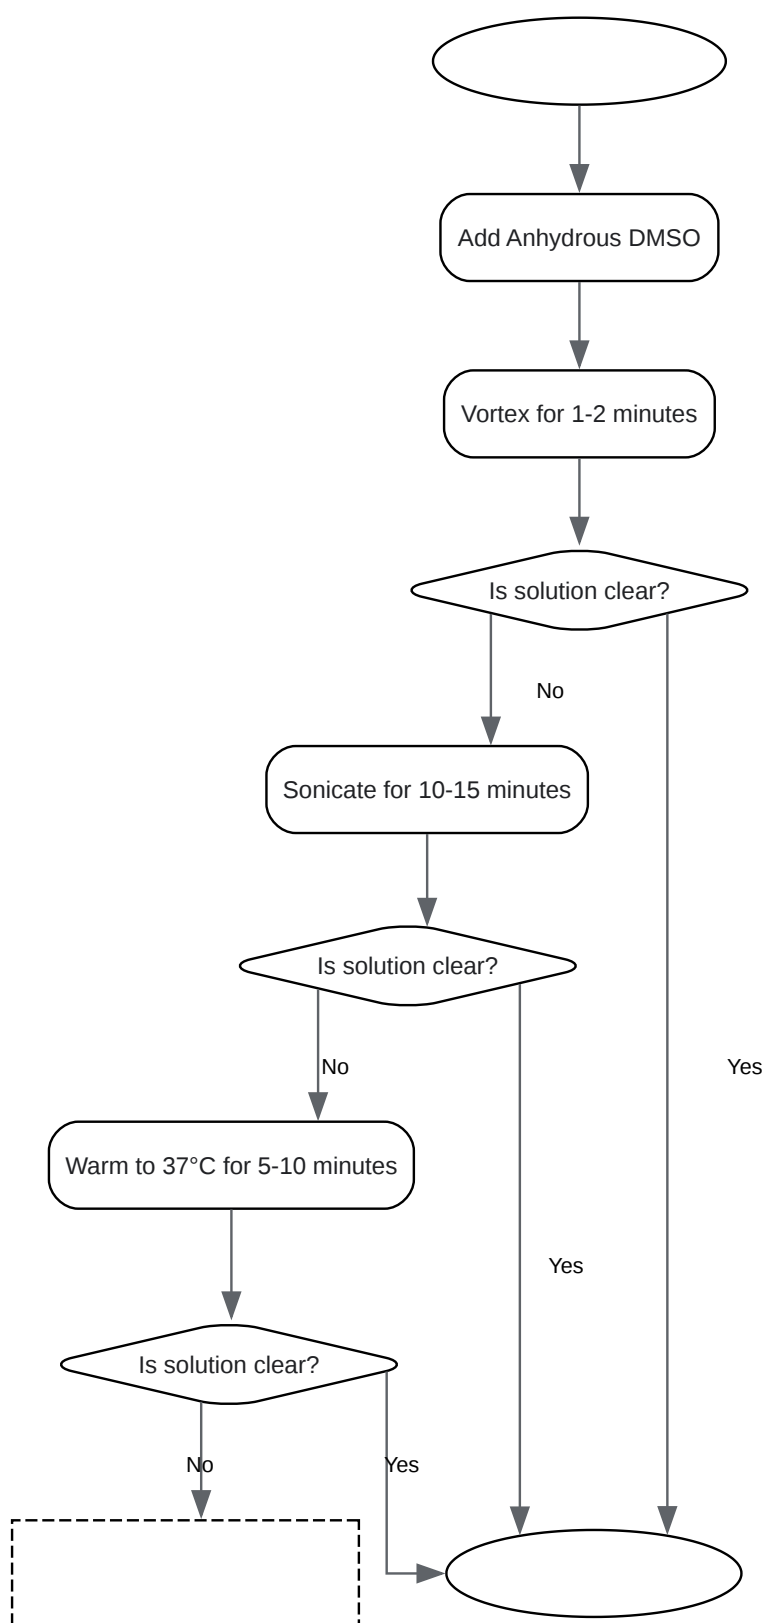 Add Anhydrous DMSO
Vortex for 1-2 minutes
Is solution clear?
No
Sonicate for 10-15 minutes
Is solution clear?
No
Yes
Warm to 37°C for 5-10 minutes
Yes
Is solution clear?
No
Yes